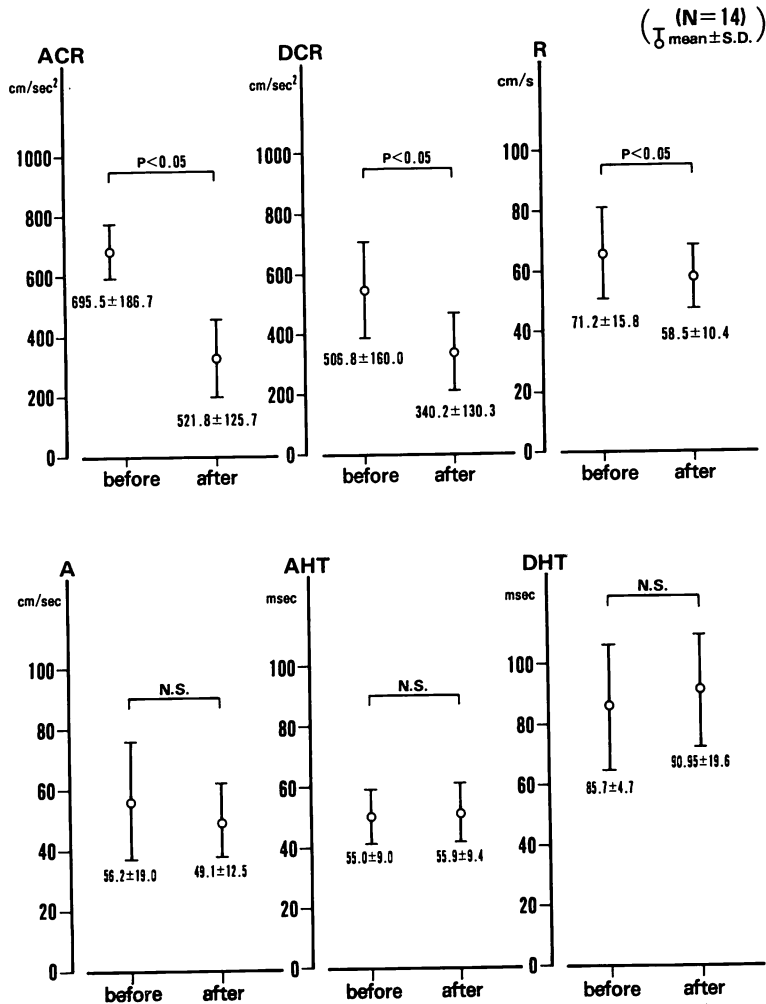 (N=14)
mean±S.D.
ACR
cm/sec²
1000
800
600
400
200
0
P<0.05
695.5±186.7
521.8±125.7
before after
DCR
cm/sec²
1000
800
600
400
200
0
P<0.05
506.8±160.0
340.2±130.3
before after
R
cm/s
100
80
60
40
20
0
P<0.05
71.2±15.8
58.5±10.4
before after
A
cm/sec
100
80
60
40
20
0
N.S.
56.2±19.0
49.1±12.5
before after
AHT
msec
100
80
60
40
20
0
N.S.
55.0±9.0
55.9±9.4
before after
DHT
msec
100
80
60
40
20
0
N.S.
85.7±4.7
90.95±19.6
before after